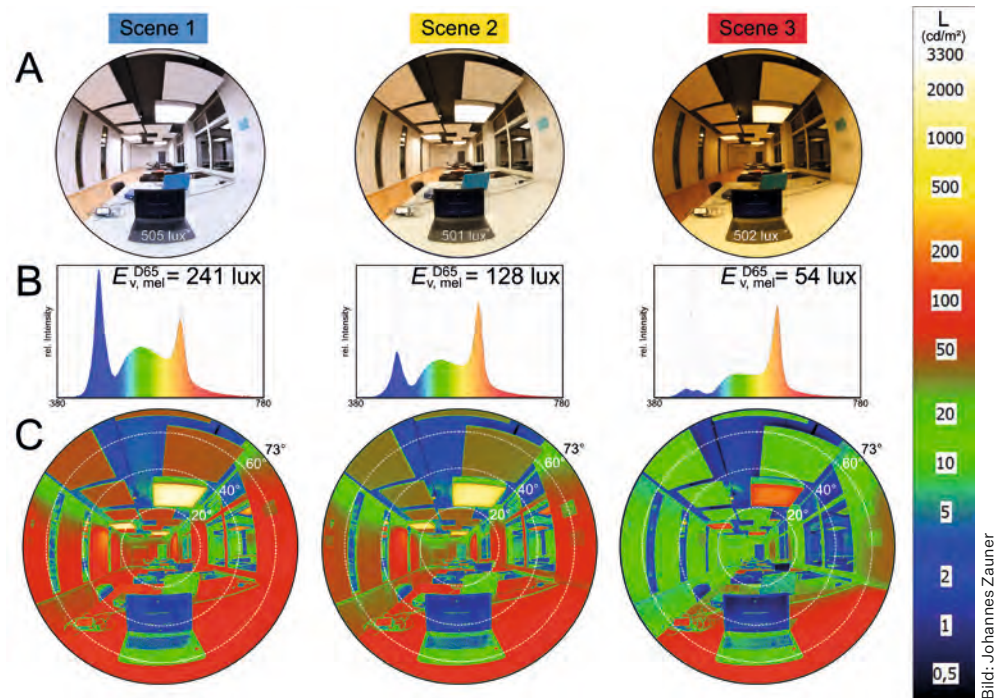 Scene 1
Scene 2
Scene 3
L
(cd/m²)
3300
2000
1000
500
200
100
50
20
10
5
2
1
0,5
A
505 lux
501 lux
502 lux
B
E D65 v, mel = 241 lux
E D65 v, mel = 128 lux
E D65 v, mel = 54 lux
rel. Intensity
rel. Intensity
rel. Intensity
380
780
380
780
380
780
C
73°
60°
40°
20°
73°
60°
40°
20°
73°
60°
40°
20°
Bild: Johannes Zauner